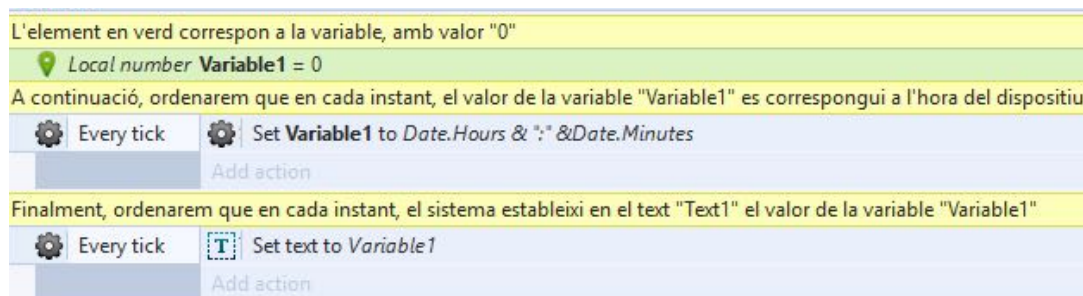 L'element en verd correspon a la variable, amb valor "0"
Local number Variable1 = 0
A continuació, ordenarem que en cada instant, el valor de la variable "Variable1" es correspongui a l'hora del dispositiu
Every tick Set Variable1 to Date.Hours & ":" &Date.Minutes
Add action
Finalment, ordenarem que en cada instant, el sistema estableixi en el text "Text1" el valor de la variable "Variable1"
Every tick T Set text to Variable1
Add action